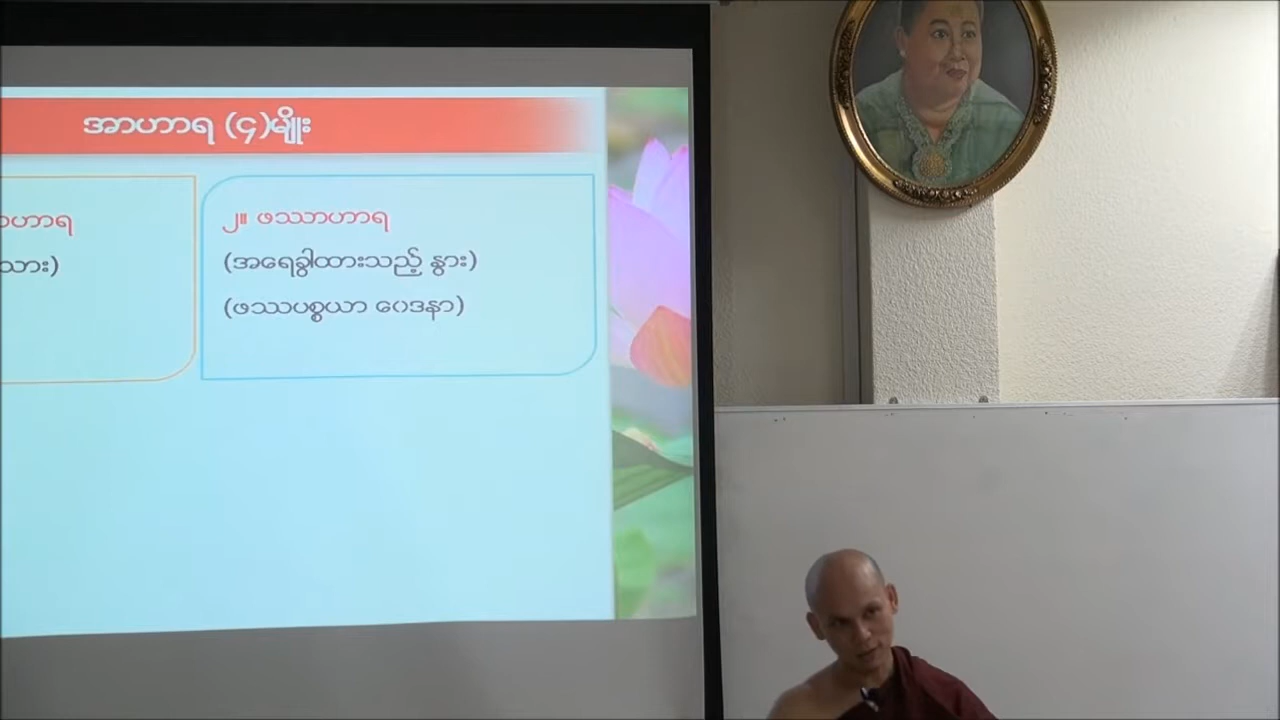 အာဟာရ (၄)မျိုး
ာဟာရ
သား)
၂။ ဖဿာဟာရ
(အရေခွါထားသည့် နွား)
(ဖဿပစ္စယာ ဝေဒနာ)